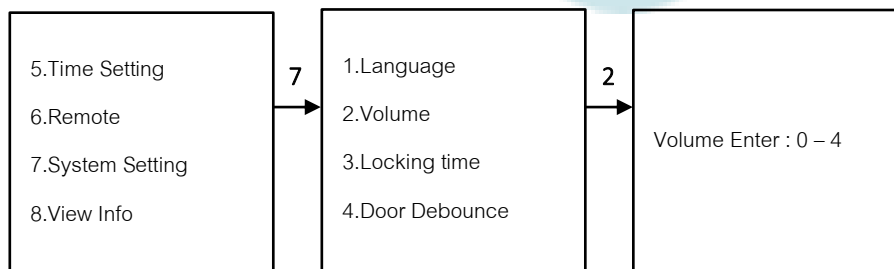 5.Time Setting
6.Remote
7.System Setting
8.View Info
7
1.Language
2.Volume
3.Locking time
4.Door Debounce
2
Volume Enter : 0 – 4